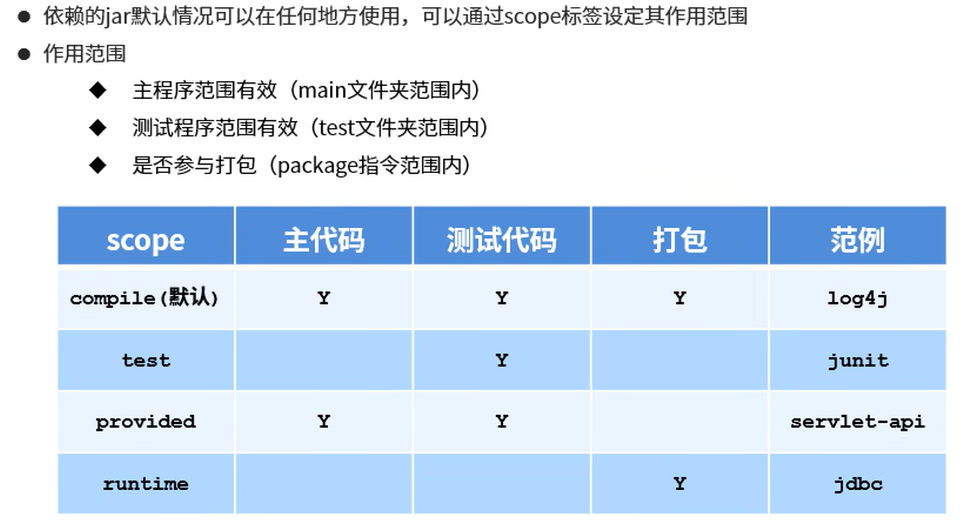 ● 依赖的jar默认情况可以在任何地方使用，可以通过scope标签设定其作用范围
● 作用范围
◆ 主程序范围有效（main文件夹范围内）
◆ 测试程序范围有效（test文件夹范围内）
◆ 是否参与打包（package指令范围内）
scope 主代码 测试代码 打包 范例
compile(默认) Y Y Y log4j
test Y junit
provided Y Y servlet-api
runtime Y jdbc